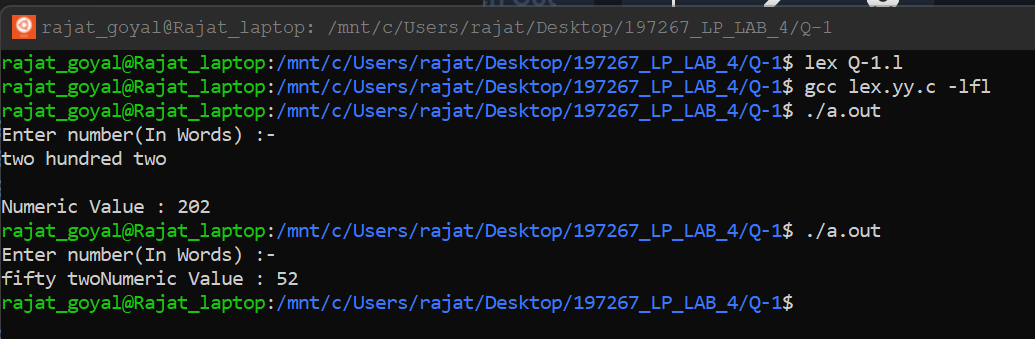 rajat_goyal@Rajat_laptop: /mnt/c/Users/rajat/Desktop/197267_LP_LAB_4/Q-1
rajat_goyal@Rajat_laptop:/mnt/c/Users/rajat/Desktop/197267_LP_LAB_4/Q-1$ lex Q-1.l
rajat_goyal@Rajat_laptop:/mnt/c/Users/rajat/Desktop/197267_LP_LAB_4/Q-1$ gcc lex.yy.c -lfl
rajat_goyal@Rajat_laptop:/mnt/c/Users/rajat/Desktop/197267_LP_LAB_4/Q-1$ ./a.out
Enter number(In Words) :-
two hundred two
Numeric Value : 202
rajat_goyal@Rajat_laptop:/mnt/c/Users/rajat/Desktop/197267_LP_LAB_4/Q-1$ ./a.out
Enter number(In Words) :-
fifty twoNumeric Value : 52
rajat_goyal@Rajat_laptop:/mnt/c/Users/rajat/Desktop/197267_LP_LAB_4/Q-1$